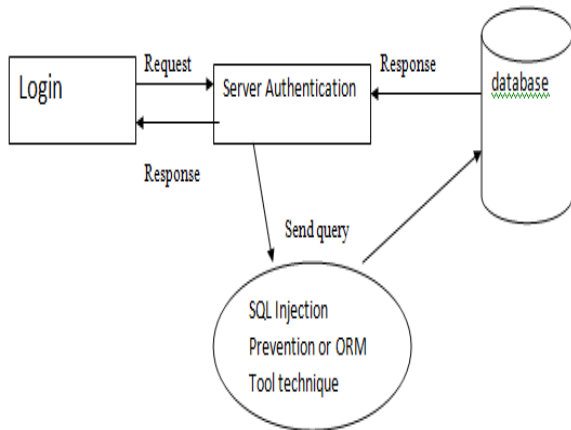 Login
Request
Response
Server Authentication
Response
database
Send query
SQL Injection
Prevention or ORM
Tool technique